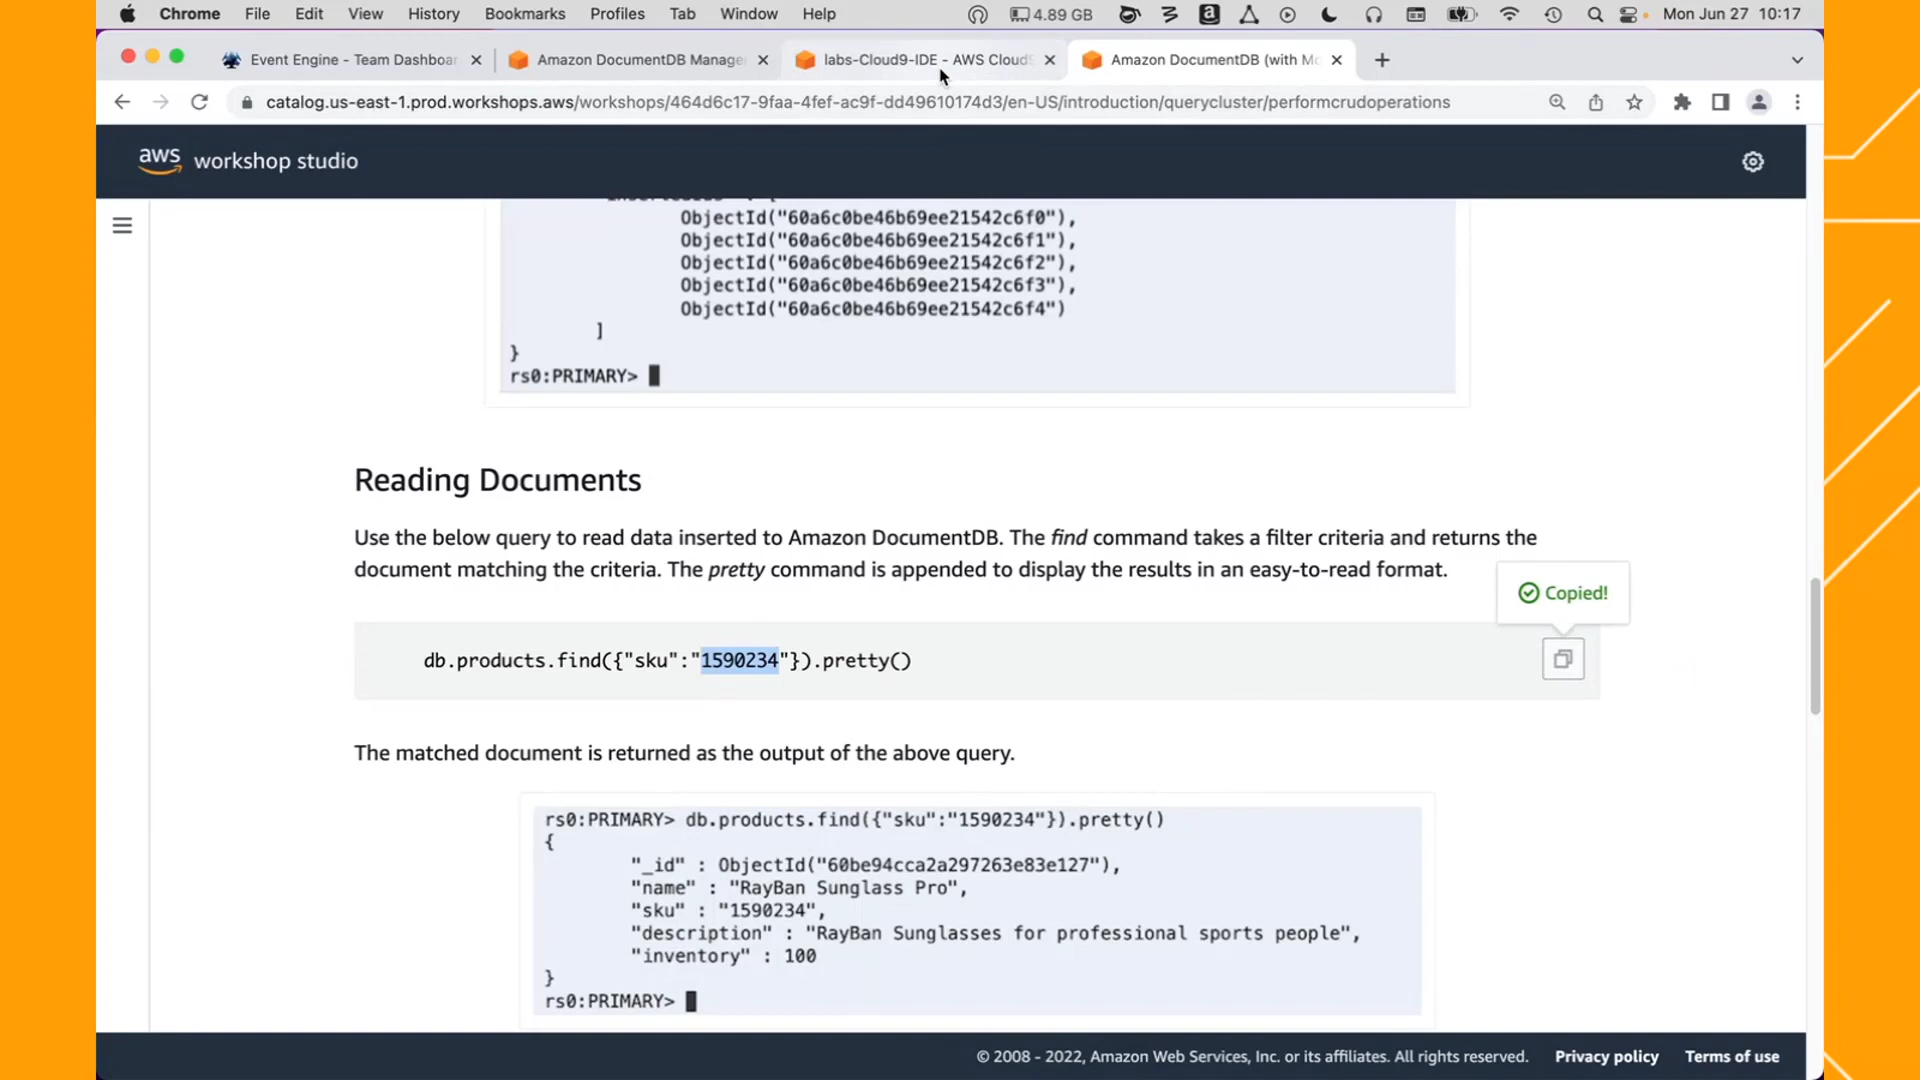 Chrome File Edit View History Bookmarks Profiles Tab Window Help 4.89 GB Mon Jun 27 10:17
Event Engine - Team Dashboar
Amazon DocumentDB Manage
labs-Cloud9-IDE - AWS Cloud9
Amazon DocumentDB (with Mo
catalog.us-east-1.prod.workshops.aws/workshops/464d6c17-9faa-4fef-ac9f-dd49610174d3/en-US/introduction/querycluster/performcrudoperations
aws workshop studio
ObjectId("60a6c0be46b69ee21542c6f0"),
ObjectId("60a6c0be46b69ee21542c6f1"),
ObjectId("60a6c0be46b69ee21542c6f2"),
ObjectId("60a6c0be46b69ee21542c6f3"),
ObjectId("60a6c0be46b69ee21542c6f4")
]
}
rs0:PRIMARY>
Reading Documents
Use the below query to read data inserted to Amazon DocumentDB. The find command takes a filter criteria and returns the
document matching the criteria. The pretty command is appended to display the results in an easy-to-read format.
Copied!
db.products.find({"sku":"1590234"}).pretty()
The matched document is returned as the output of the above query.
rs0:PRIMARY> db.products.find({"sku":"1590234"}).pretty()
{
"_id" : ObjectId("60be94cca2a297263e83e127"),
"name" : "RayBan Sunglass Pro",
"sku" : "1590234",
"description" : "RayBan Sunglasses for professional sports people",
"inventory" : 100
}
rs0:PRIMARY>
© 2008 - 2022, Amazon Web Services, Inc. or its affiliates. All rights reserved. Privacy policy Terms of use